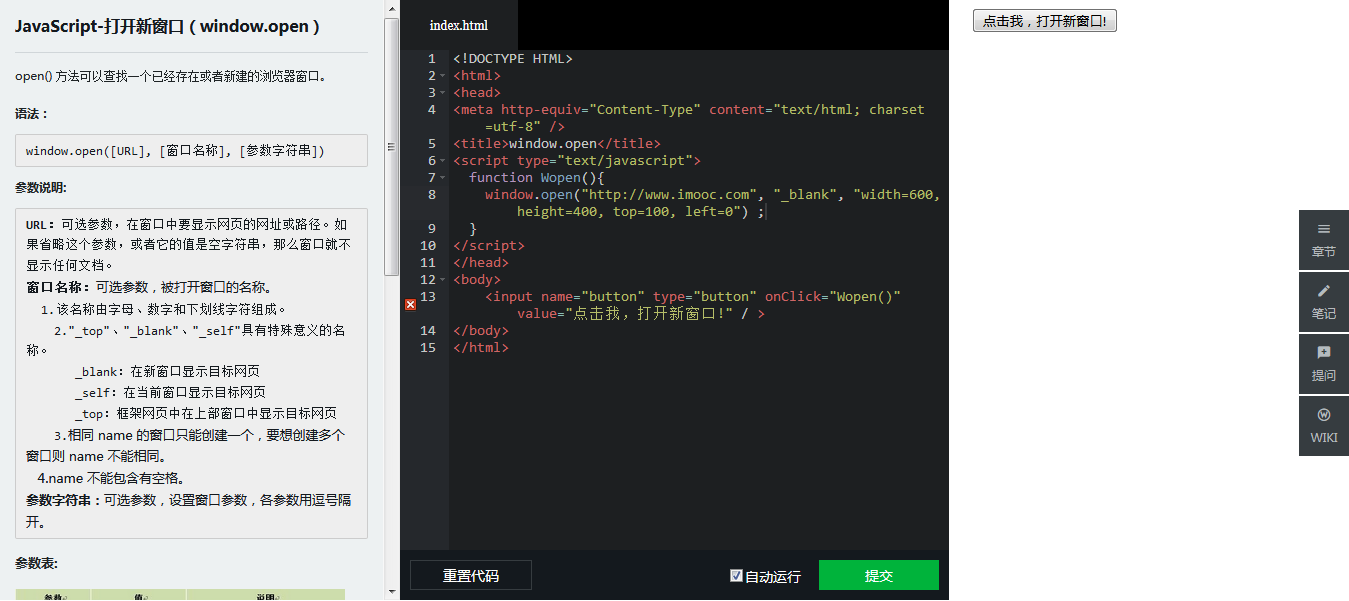 JavaScript-打开新窗口（window.open）
open() 方法可以查找一个已经存在或者新建的浏览器窗口。
语法：
window.open([URL], [窗口名称], [参数字符串])
参数说明:
URL：可选参数，在窗口中要显示网页的网址或路径。如
果省略这个参数，或者它的值是空字符串，那么窗口就不
显示任何文档。
窗口名称：可选参数，被打开窗口的名称。
1.该名称由字母、数字和下划线字符组成。
2."_top"、"_blank"、"_self"具有特殊意义的名
称。
_blank：在新窗口显示目标网页
_self：在当前窗口显示目标网页
_top：框架网页中在上部窗口中显示目标网页
3.相同 name 的窗口只能创建一个，要想创建多个
窗口则 name 不能相同。
4.name 不能包含有空格。
参数字符串：可选参数，设置窗口参数，各参数用逗号隔
开。
参数表:
参数 值 说明
index.html
1 <!DOCTYPE HTML>
2 <html>
3 <head>
4 <meta http-equiv="Content-Type" content="text/html; charset
=utf-8" />
5 <title>window.open</title>
6 <script type="text/javascript">
7 function Wopen(){
8 window.open("http://www.imooc.com", "_blank", "width=600,
height=400, top=100, left=0") ;
9 }
10 </script>
11 </head>
12 <body>
13 <input name="button" type="button" onClick="Wopen()"
value="点击我，打开新窗口!" / >
14 </body>
15 </html>
重置代码
自动运行
提交
点击我，打开新窗口!
章节
笔记
提问
WIKI